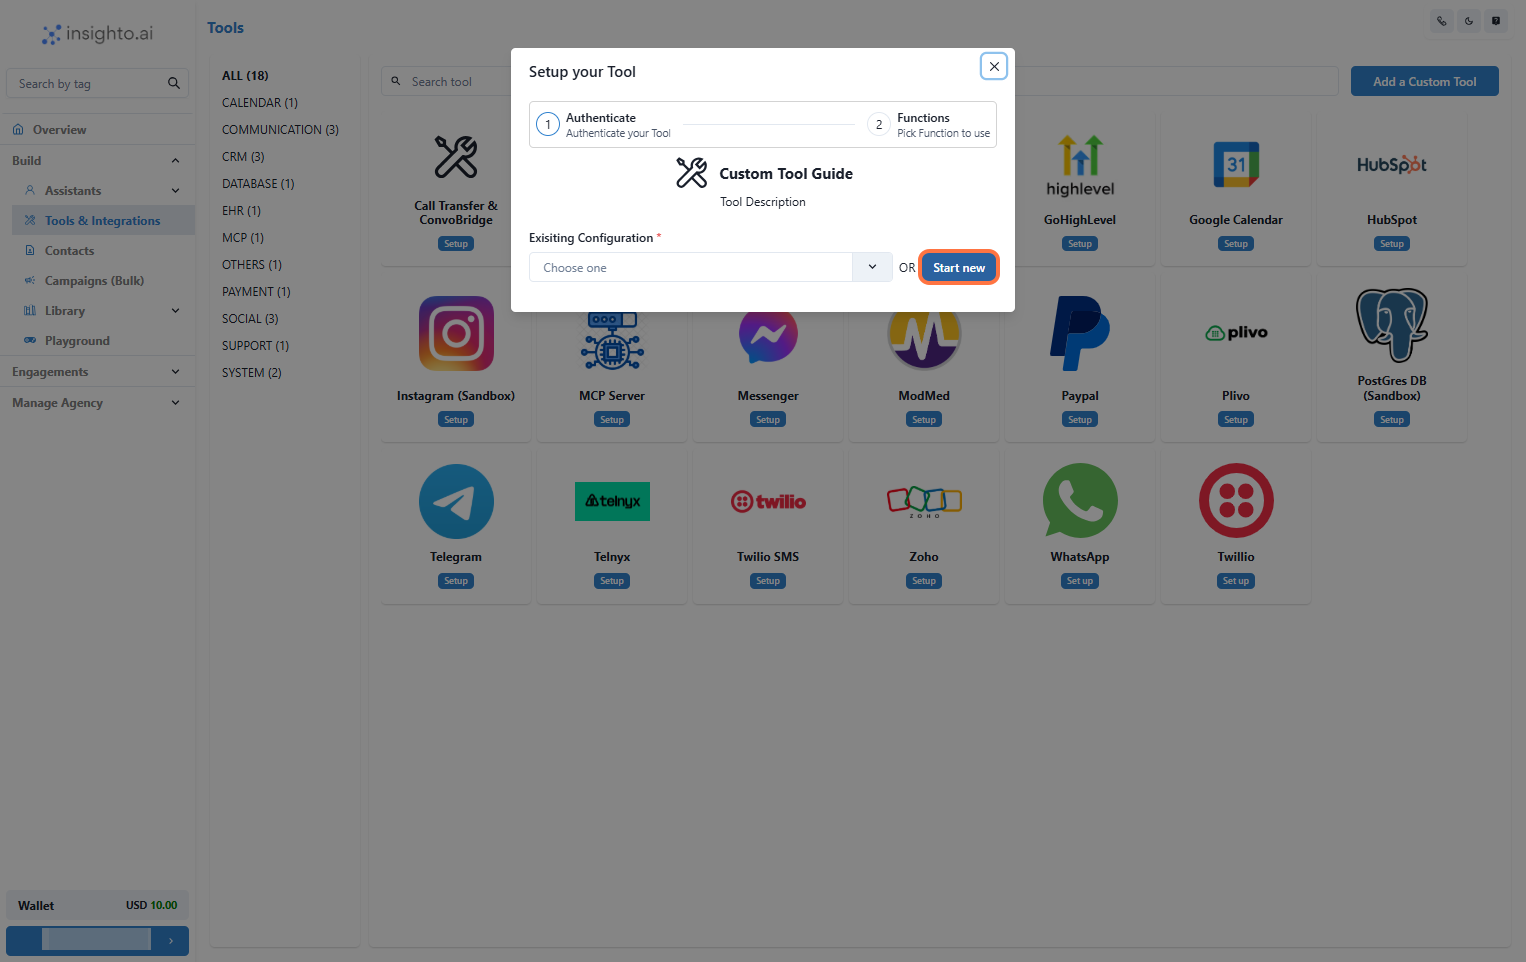 insighto.ai
Search by tag
Overview
Build
Assistants
Tools & Integrations
Contacts
Campaigns (Bulk)
Library
Playground
Engagements
Manage Agency
Wallet USD 10.00
Tools
ALL (18)
CALENDAR (1)
COMMUNICATION (3)
CRM (3)
DATABASE (1)
EHR (1)
MCP (1)
OTHERS (1)
PAYMENT (1)
SOCIAL (3)
SUPPORT (1)
SYSTEM (2)
Search tool
Add a Custom Tool
Setup your Tool
1 Authenticate
Authenticate your Tool
2 Functions
Pick Function to use
Custom Tool Guide
Tool Description
Exisiting Configuration *
Choose one
OR Start new
Call Transfer &
ConvoBridge
Setup
highlevel
GoHighLevel
Setup
31
Google Calendar
Setup
HubSpot
HubSpot
Setup
Instagram (Sandbox)
Setup
MCP Server
Setup
Messenger
Setup
ModMed
Setup
Paypal
Setup
plivo
Plivo
Setup
PostGres DB
(Sandbox)
Setup
Telegram
Setup
telnyx
Telnyx
Setup
twilio
Twilio SMS
Setup
ZOHO
Zoho
Setup
WhatsApp
Set up
Twillio
Set up